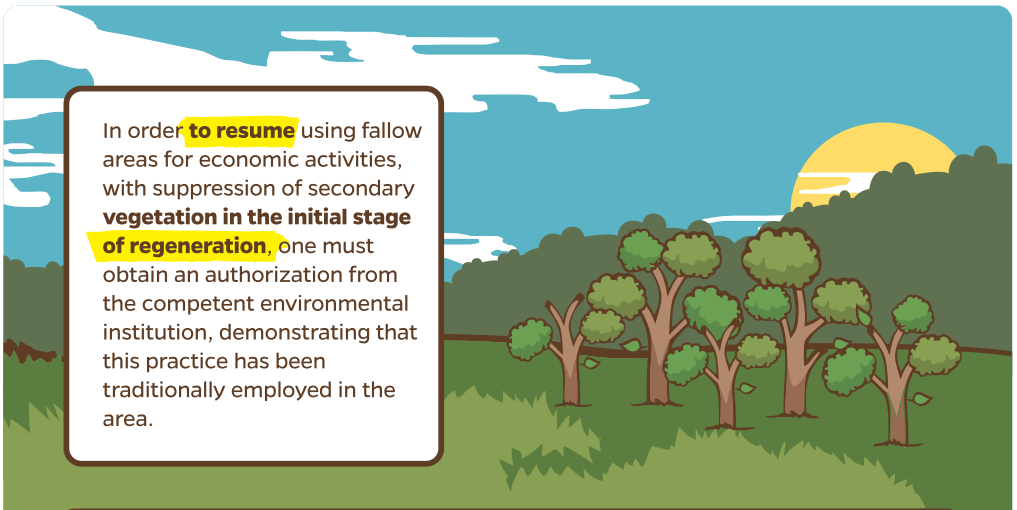 In order to resume using fallow
areas for economic activities,
with suppression of secondary
vegetation in the initial stage
of regeneration, one must
obtain an authorization from
the competent environmental
institution, demonstrating that
this practice has been
traditionally employed in the
area.